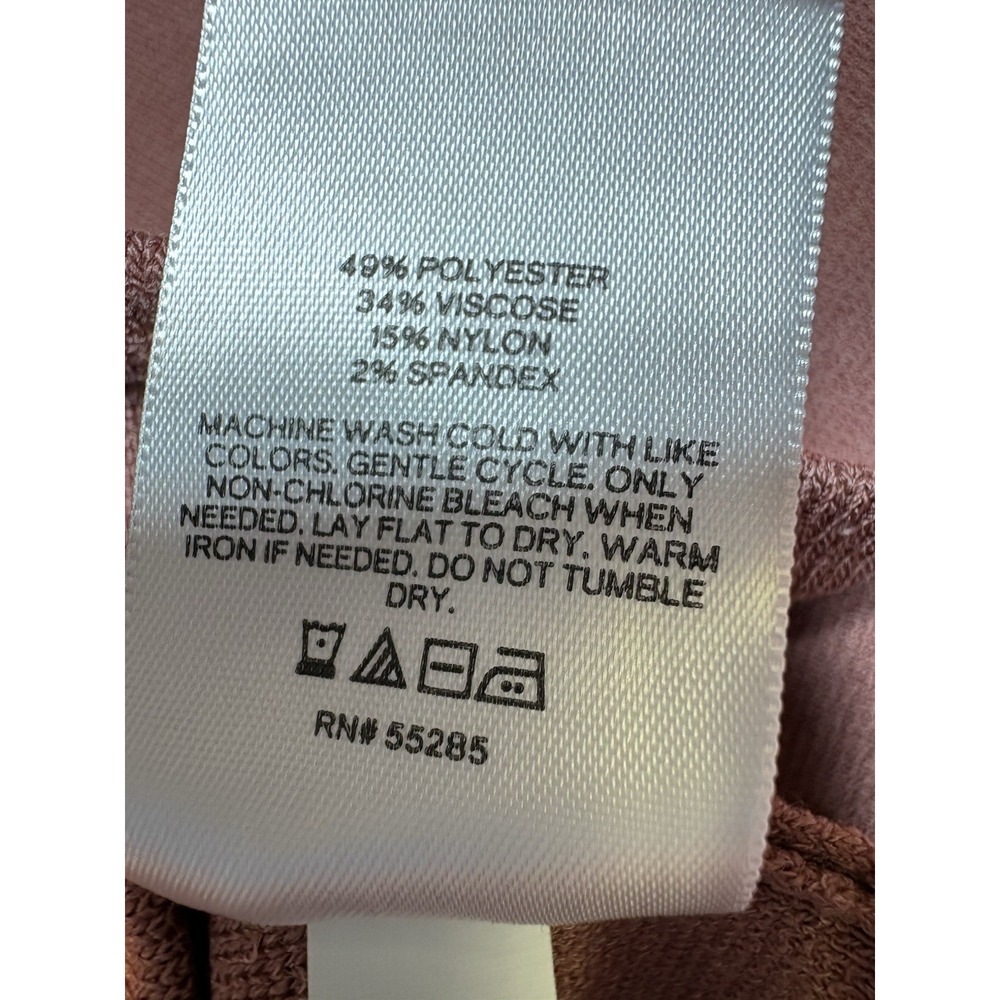 49% POLYESTER
34% VISCOSE
15% NYLON
2% SPANDEX
MACHINE WASH COLD WITH LIKE
COLORS. GENTLE CYCLE. ONLY
NON-CHLORINE BLEACH WHEN
NEEDED. LAY FLAT TO DRY. WARM
IRON IF NEEDED. DO NOT TUMBLE
DRY.
RN# 55285